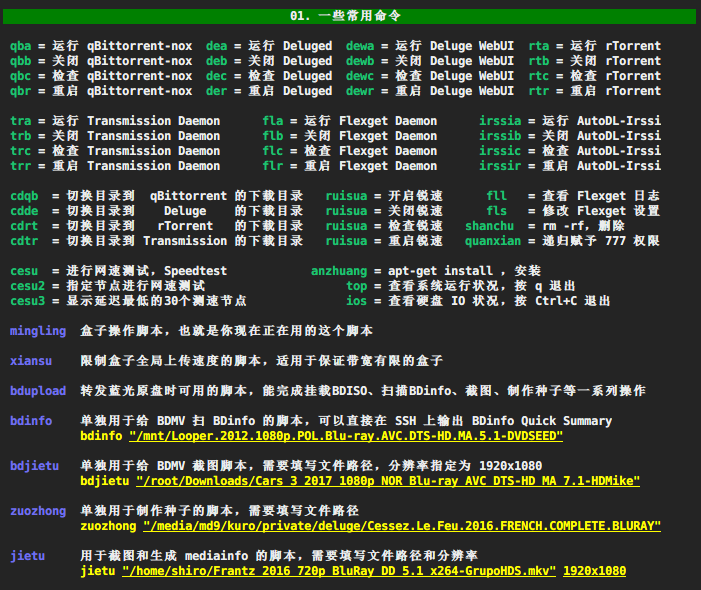 01. 一些常用命令
qba = 运行 qBittorrent-nox dea = 运行 Deluged dewa = 运行 Deluge WebUI rta = 运行 rTorrent
qbb = 关闭 qBittorrent-nox deb = 关闭 Deluged dewb = 关闭 Deluge WebUI rtb = 关闭 rTorrent
qbc = 检查 qBittorrent-nox dec = 检查 Deluged dewc = 检查 Deluge WebUI rtc = 检查 rTorrent
qbr = 重启 qBittorrent-nox der = 重启 Deluged dewr = 重启 Deluge WebUI rtr = 重启 rTorrent
tra = 运行 Transmission Daemon fla = 运行 Flexget Daemon irssia = 运行 AutoDL-Irssi
trb = 关闭 Transmission Daemon flb = 关闭 Flexget Daemon irssib = 关闭 AutoDL-Irssi
trc = 检查 Transmission Daemon flc = 检查 Flexget Daemon irssic = 检查 AutoDL-Irssi
trr = 重启 Transmission Daemon flr = 重启 Flexget Daemon irssir = 重启 AutoDL-Irssi
cdqb = 切换目录到 qBittorrent 的下载目录 ruisua = 开启锐速 fll = 查看 Flexget 日志
cdde = 切换目录到 Deluge 的下载目录 ruisua = 关闭锐速 fls = 修改 Flexget 设置
cdrt = 切换目录到 rTorrent 的下载目录 ruisua = 检查锐速 shanchu = rm -rf，删除
cdtr = 切换目录到 Transmission 的下载目录 ruisua = 重启锐速 quanxian = 递归赋予 777 权限
cesu = 进行网速测试，Speedtest anzhuang = apt-get install ，安装
cesu2 = 指定节点进行网速测试 top = 查看系统运行状况，按 q 退出
cesu3 = 显示延迟最低的30个测速节点 ios = 查看硬盘 IO 状况，按 Ctrl+C 退出
mingling 盒子操作脚本，也就是你现在正在用的这个脚本
xiansu 限制盒子全局上传速度的脚本，适用于保证带宽有限的盒子
bdupload 转发蓝光原盘时可用的脚本，能完成挂载BDISO、扫描BDinfo、截图、制作种子等一系列操作
bdinfo 单独用于给 BDMV 扫 BDinfo 的脚本，可以直接在 SSH 上输出 BDinfo Quick Summary
bdinfo "/mnt/Looper.2012.1080p.POL.Blu-ray.AVC.DTS-HD.MA.5.1-DVDSEED"
bdjietu 单独用于给 BDMV 截图脚本，需要填写文件路径，分辨率指定为 1920x1080
bdjietu "/root/Downloads/Cars 3 2017 1080p NOR Blu-ray AVC DTS-HD MA 7.1-HDMike"
zuozhong 单独用于制作种子的脚本，需要填写文件路径
zuozhong "/media/md9/kuro/private/deluge/Cessez.Le.Feu.2016.FRENCH.COMPLETE.BLURAY"
jietu 用于截图和生成 mediainfo 的脚本，需要填写文件路径和分辨率
jietu "/home/shiro/Frantz 2016 720p BluRay DD 5.1 x264-GrupoHDS.mkv" 1920x1080